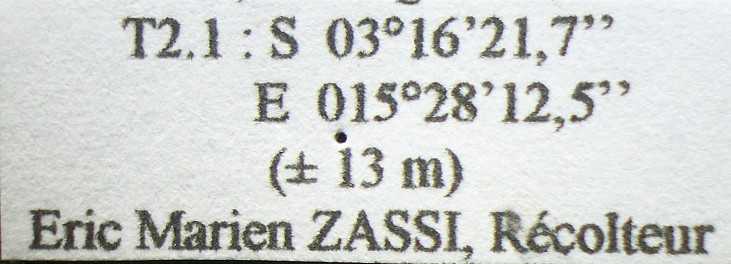 T2.1 : S 03°16'21,7''
E 015°28'12,5''
(± 13 m)
Eric Marien ZASSI, Récolteur